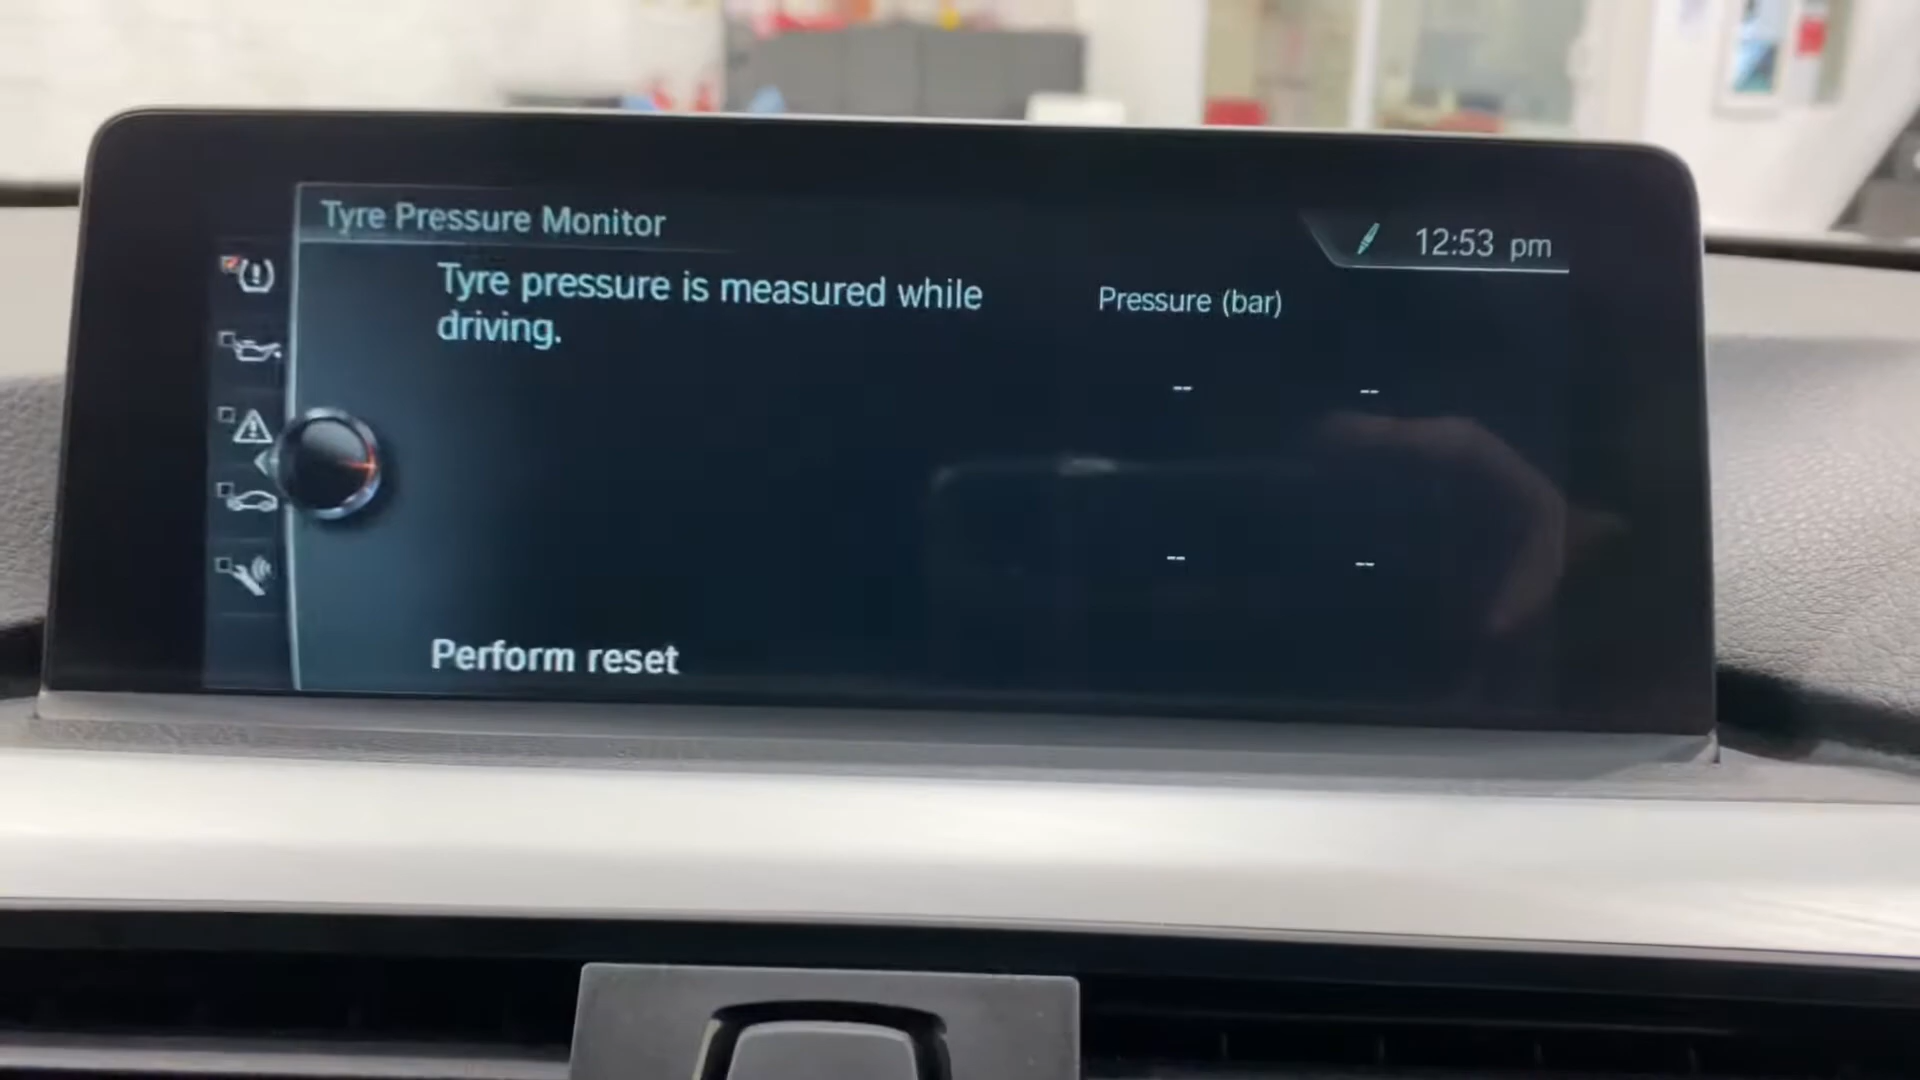 Tyre Pressure Monitor
12:53 pm
Tyre pressure is measured while
driving.
Pressure (bar)
-- --
-- --
Perform reset